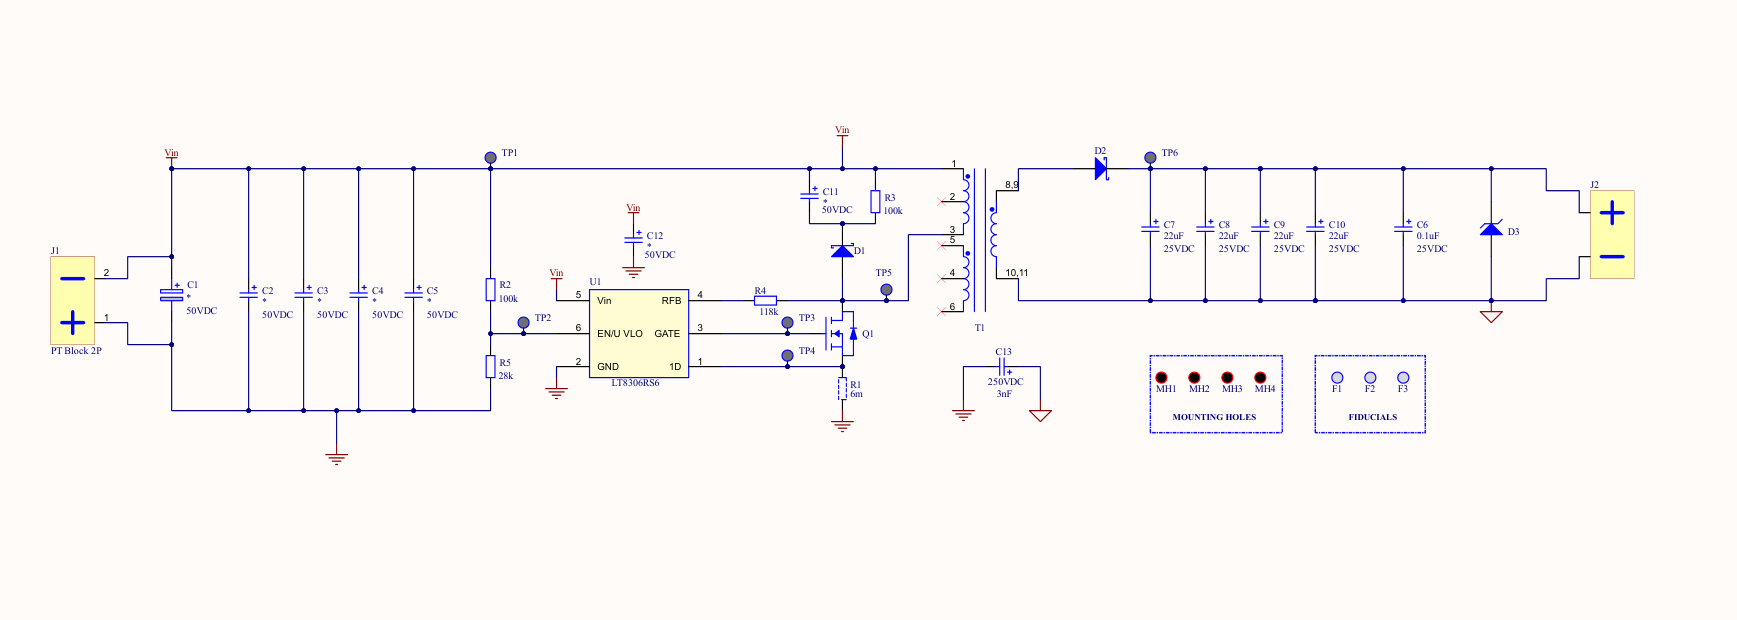 Vin
J1
2
1
PT Block 2P
C1
*
50VDC
C2
*
50VDC
C3
*
50VDC
C4
*
50VDC
C5
*
50VDC
TP1
R2
100k
R5
28k
TP2
Vin
C12
*
50VDC
Vin
U1
5
Vin
RFB
4
6
EN/U VLO
GATE
3
2
GND
1D
1
LT8306RS6
R4
118k
TP3
TP4
Vin
C11
*
50VDC
R3
100k
D1
TP5
Q1
R1
6m
1
2
3
5
4
6
8,9
10,11
T1
C13
250VDC
3nF
D2
TP6
C7
22uF
25VDC
C8
22uF
25VDC
C9
22uF
25VDC
C10
22uF
25VDC
C6
0.1uF
25VDC
D3
J2
MH1 MH2 MH3 MH4
MOUNTING HOLES
F1 F2 F3
FIDUCIALS